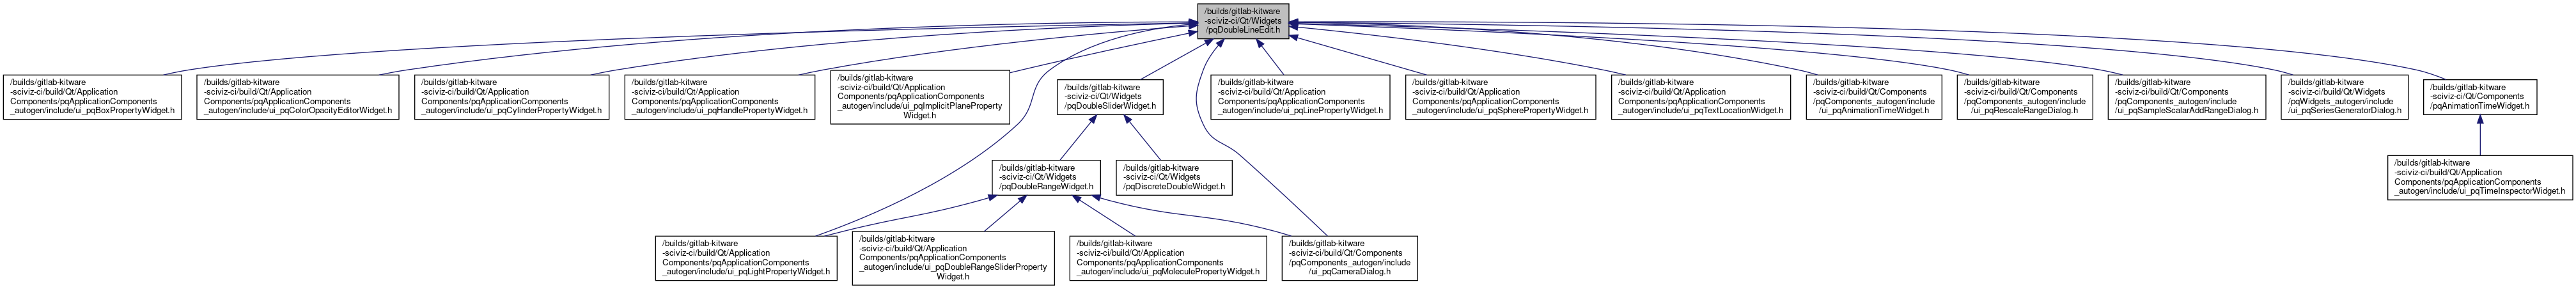 /builds/gitlab-kitware
-sciviz-ci/Qt/Widgets
/pqDoubleLineEdit.h
/builds/gitlab-kitware
-sciviz-ci/build/Qt/Application
Components/pqApplicationComponents
_autogen/include/ui_pqBoxPropertyWidget.h
/builds/gitlab-kitware
-sciviz-ci/build/Qt/Application
Components/pqApplicationComponents
_autogen/include/ui_pqColorOpacityEditorWidget.h
/builds/gitlab-kitware
-sciviz-ci/build/Qt/Application
Components/pqApplicationComponents
_autogen/include/ui_pqCylinderPropertyWidget.h
/builds/gitlab-kitware
-sciviz-ci/build/Qt/Application
Components/pqApplicationComponents
_autogen/include/ui_pqHandlePropertyWidget.h
/builds/gitlab-kitware
-sciviz-ci/build/Qt/Application
Components/pqApplicationComponents
_autogen/include/ui_pqImplicitPlaneProperty
Widget.h
/builds/gitlab-kitware
-sciviz-ci/Qt/Widgets
/pqDoubleSliderWidget.h
/builds/gitlab-kitware
-sciviz-ci/build/Qt/Application
Components/pqApplicationComponents
_autogen/include/ui_pqLinePropertyWidget.h
/builds/gitlab-kitware
-sciviz-ci/build/Qt/Application
Components/pqApplicationComponents
_autogen/include/ui_pqSpherePropertyWidget.h
/builds/gitlab-kitware
-sciviz-ci/build/Qt/Application
Components/pqApplicationComponents
_autogen/include/ui_pqTextLocationWidget.h
/builds/gitlab-kitware
-sciviz-ci/build/Qt/Components
/pqComponents_autogen/include
/ui_pqAnimationTimeWidget.h
/builds/gitlab-kitware
-sciviz-ci/build/Qt/Components
/pqComponents_autogen/include
/ui_pqRescaleRangeDialog.h
/builds/gitlab-kitware
-sciviz-ci/build/Qt/Components
/pqComponents_autogen/include
/ui_pqSampleScalarAddRangeDialog.h
/builds/gitlab-kitware
-sciviz-ci/build/Qt/Widgets
/pqWidgets_autogen/include
/ui_pqSeriesGeneratorDialog.h
/builds/gitlab-kitware
-sciviz-ci/Qt/Components
/pqAnimationTimeWidget.h
/builds/gitlab-kitware
-sciviz-ci/Qt/Widgets
/pqDoubleRangeWidget.h
/builds/gitlab-kitware
-sciviz-ci/Qt/Widgets
/pqDiscreteDoubleWidget.h
/builds/gitlab-kitware
-sciviz-ci/build/Qt/Application
Components/pqApplicationComponents
_autogen/include/ui_pqTimeInspectorWidget.h
/builds/gitlab-kitware
-sciviz-ci/build/Qt/Application
Components/pqApplicationComponents
_autogen/include/ui_pqLightPropertyWidget.h
/builds/gitlab-kitware
-sciviz-ci/build/Qt/Application
Components/pqApplicationComponents
_autogen/include/ui_pqDoubleRangeSliderProperty
Widget.h
/builds/gitlab-kitware
-sciviz-ci/build/Qt/Application
Components/pqApplicationComponents
_autogen/include/ui_pqMoleculePropertyWidget.h
/builds/gitlab-kitware
-sciviz-ci/build/Qt/Components
/pqComponents_autogen/include
/ui_pqCameraDialog.h